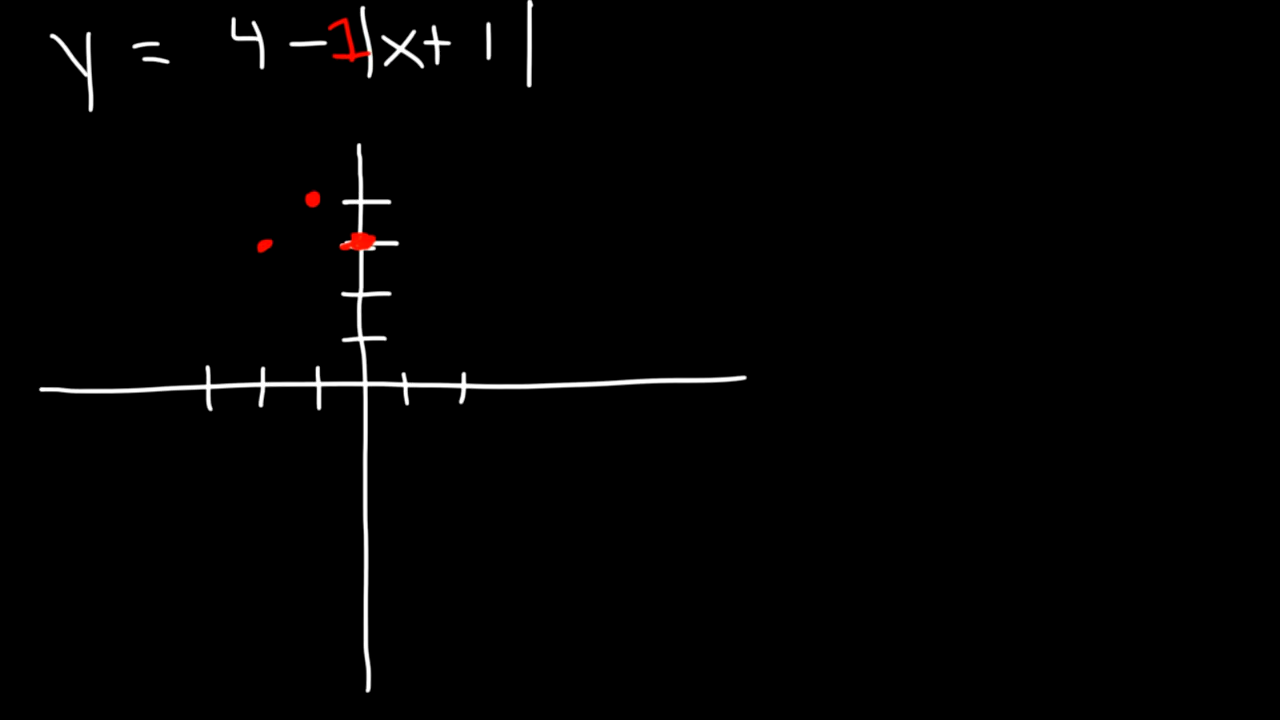 y = 4 - 1|x + 1|